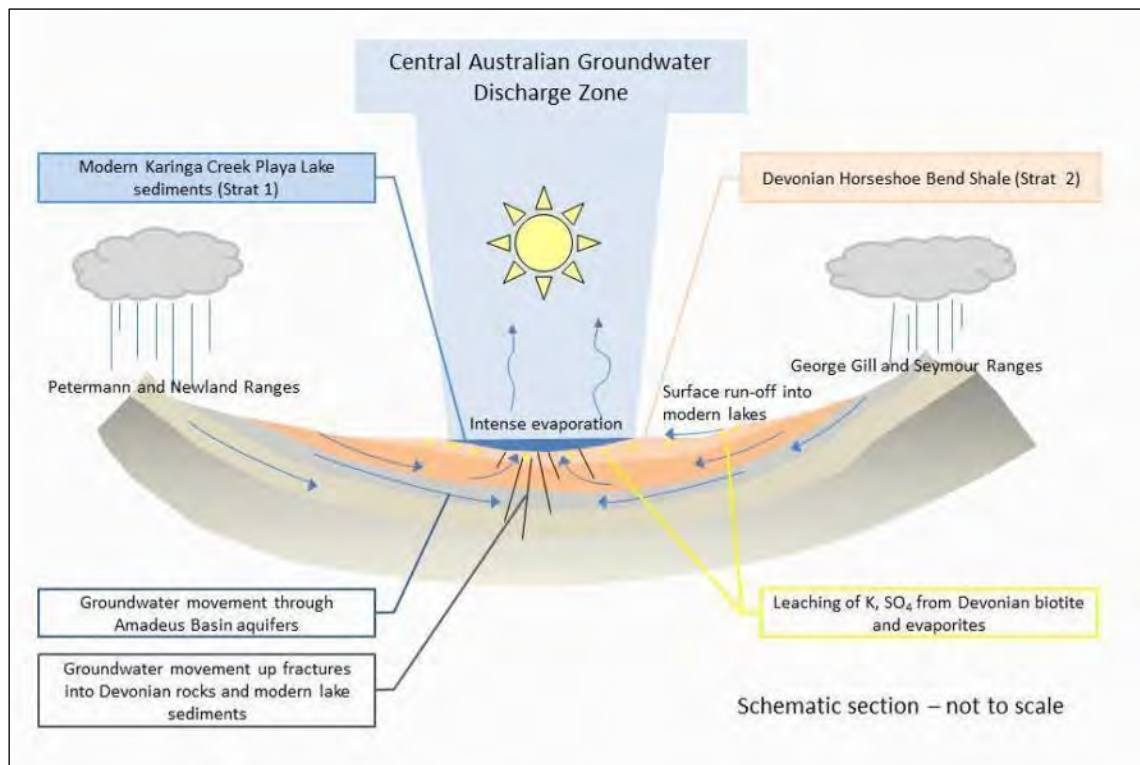 Central Australian Groundwater
Discharge Zone
Modern Karinga Creek Playa Lake
sediments (Strat 1)
Devonian Horseshoe Bend Shale (Strat 2)
Petermann and Newland Ranges
George Gill and Seymour Ranges
Surface run-off into
modern lakes
Intense evaporation
Groundwater movement through
Amadeus Basin aquifers
Leaching of K, SO₄ from Devonian biotite
and evaporites
Groundwater movement up fractures
into Devonian rocks and modern lake
sediments
Schematic section – not to scale